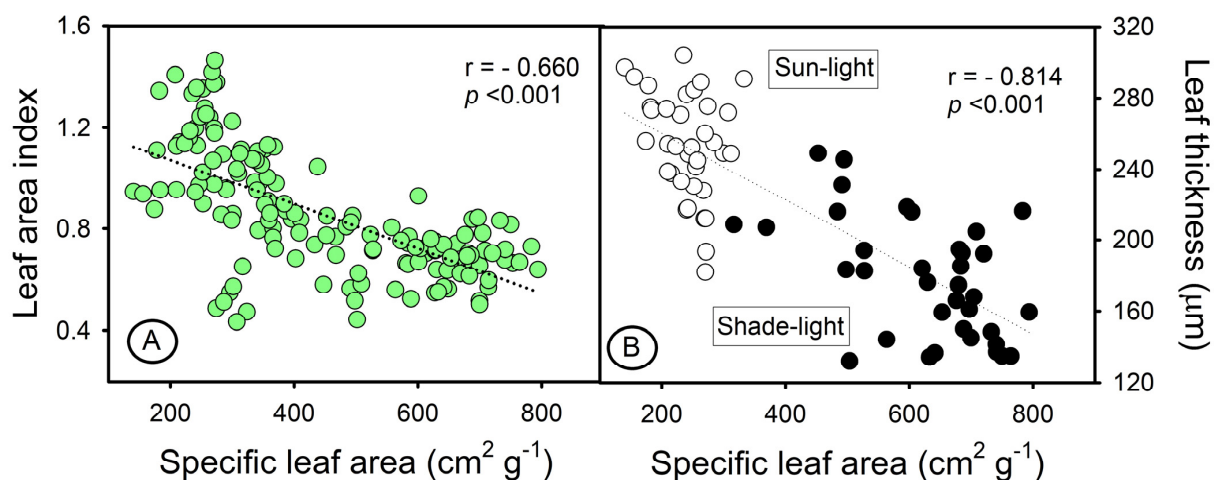 Leaf area index
1.6
1.2
0.8
0.4
r = - 0.660
p <0.001
A
200 400 600 800
Specific leaf area (cm² g⁻¹)
Sun-light
r = - 0.814
p <0.001
Shade-light
B
200 400 600 800
Specific leaf area (cm² g⁻¹)
320
280
240
200
160
120
Leaf thickness (μm)